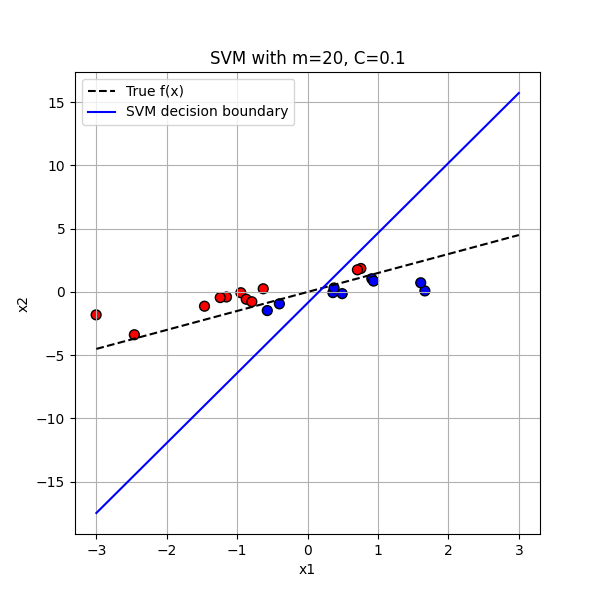 SVM with m=20, C=0.1
True f(x)
SVM decision boundary
15
10
5
0
−5
−10
−15
x2
−3 −2 −1 0 1 2 3
x1